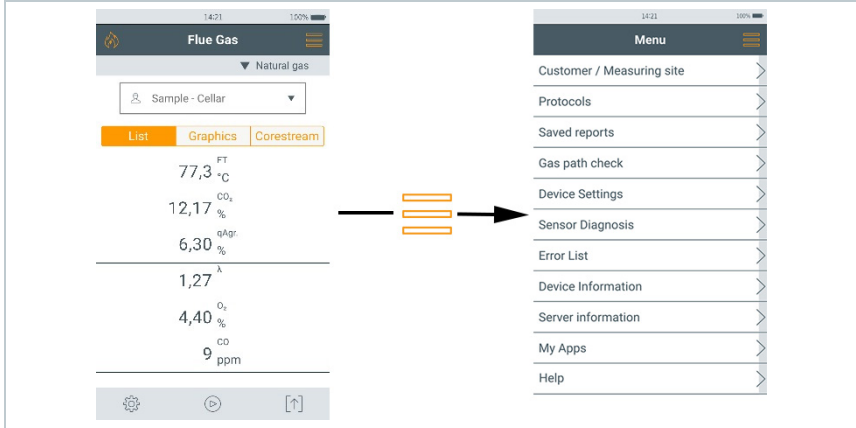 14:21 100%
Flue Gas
Natural gas
Sample - Cellar
List Graphics Corestream
77,3 FT °C
12,17 CO₂ %
6,30 qAgr. %
1,27 λ
4,40 O₂ %
9 CO ppm
14:21 100%
Menu
Customer / Measuring site
Protocols
Saved reports
Gas path check
Device Settings
Sensor Diagnosis
Error List
Device Information
Server information
My Apps
Help